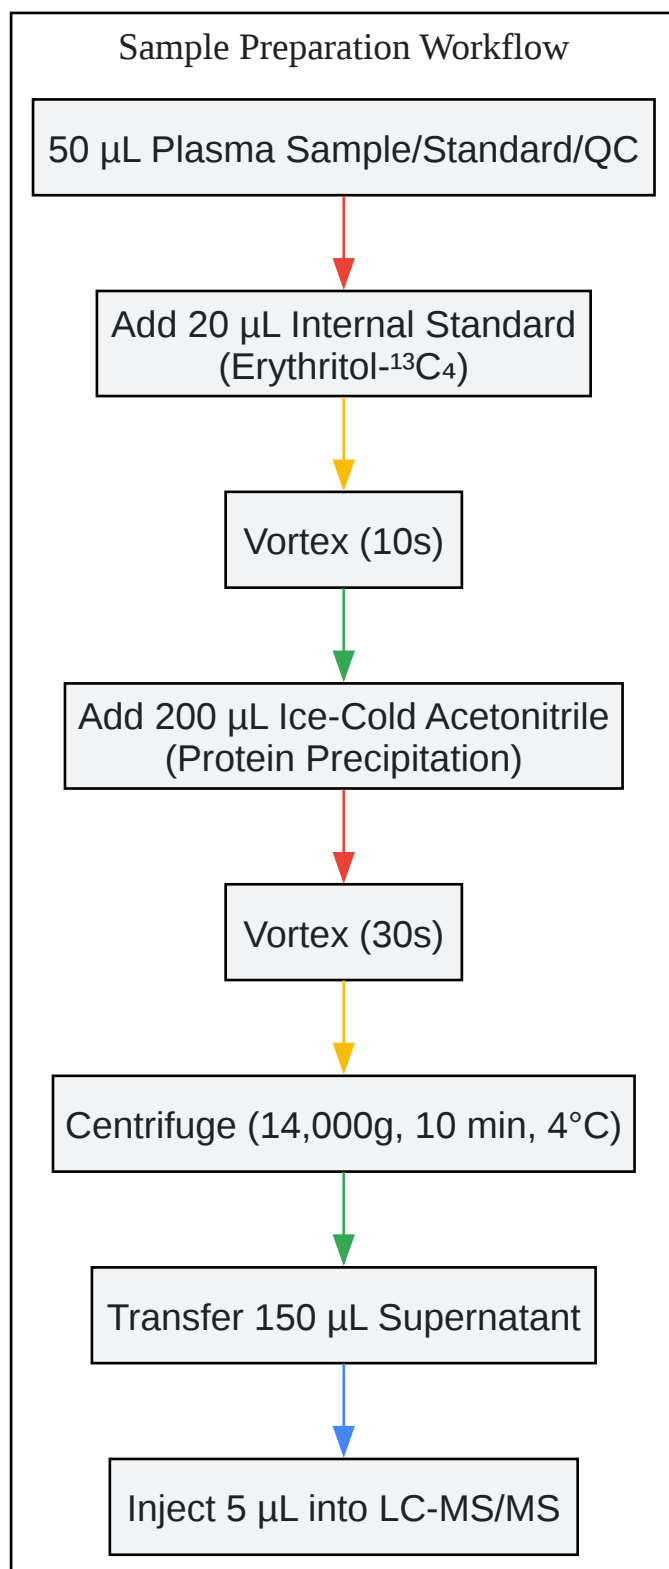 Sample Preparation Workflow
50 µL Plasma Sample/Standard/QC
Add 20 µL Internal Standard
(Erythritol-¹³C₄)
Vortex (10s)
Add 200 µL Ice-Cold Acetonitrile
(Protein Precipitation)
Vortex (30s)
Centrifuge (14,000g, 10 min, 4°C)
Transfer 150 µL Supernatant
Inject 5 µL into LC-MS/MS